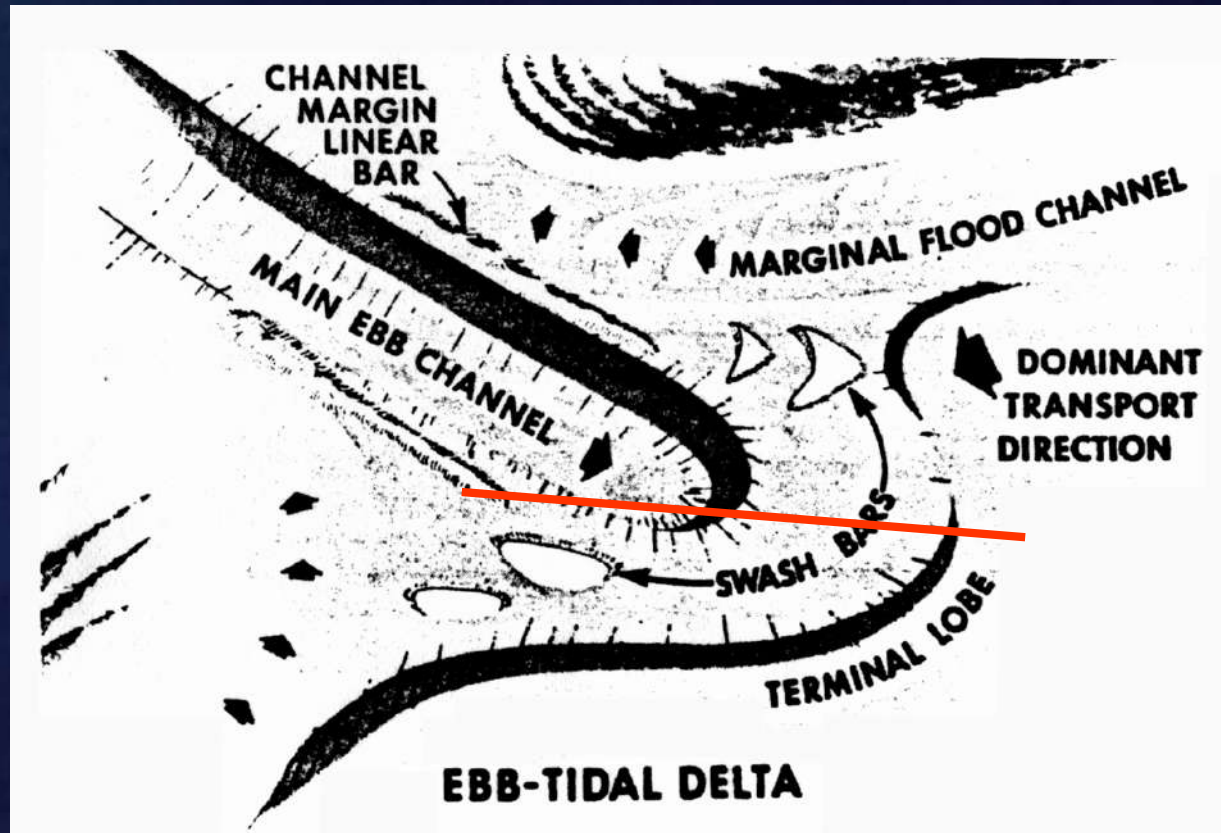 CHANNEL
MARGIN
LINEAR
BAR
MARGINAL FLOOD CHANNEL
MAIN EBB CHANNEL
DOMINANT
TRANSPORT
DIRECTION
SWASH BARS
TERMINAL LOBE
EBB-TIDAL DELTA